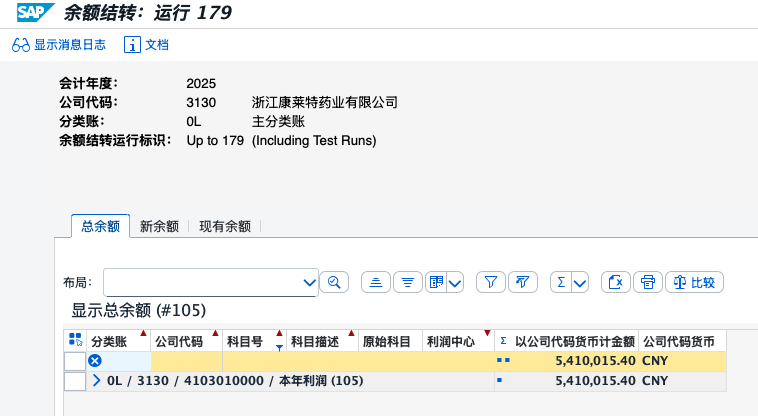 SAP 余额结转：运行 179
显示消息日志 文档
会计年度： 2025
公司代码： 3130 浙江康莱特药业有限公司
分类账： 0L 主分类账
余额结转运行标识： Up to 179 (Including Test Runs)
总余额 新余额 现有余额
布局： Σ 比较
显示总余额 (#105)
分类账 公司代码 科目号 科目描述 原始科目 利润中心 Σ 以公司代码货币计金额 公司代码货币
5,410,015.40 CNY
0L / 3130 / 4103010000 / 本年利润 (105) 5,410,015.40 CNY